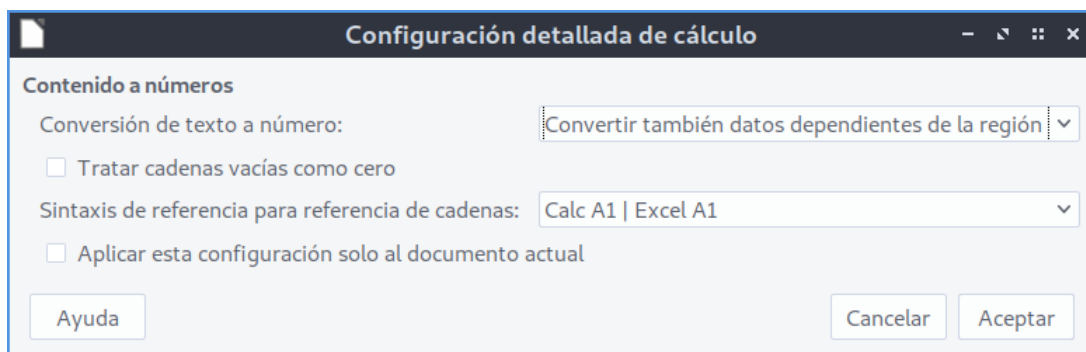 Configuración detallada de cálculo
Contenido a números
Conversión de texto a número: Convertir también datos dependientes de la región
Tratar cadenas vacías como cero
Sintaxis de referencia para referencia de cadenas: Calc A1 | Excel A1
Aplicar esta configuración solo al documento actual
Ayuda Cancelar Aceptar